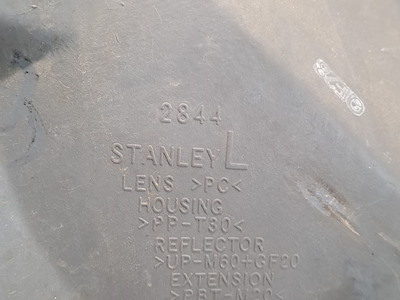 2844
STANLEY L
LENS >PC<
HOUSING
>PP-T30<
REFLECTOR
>UP-M60+GF20
EXTENSION